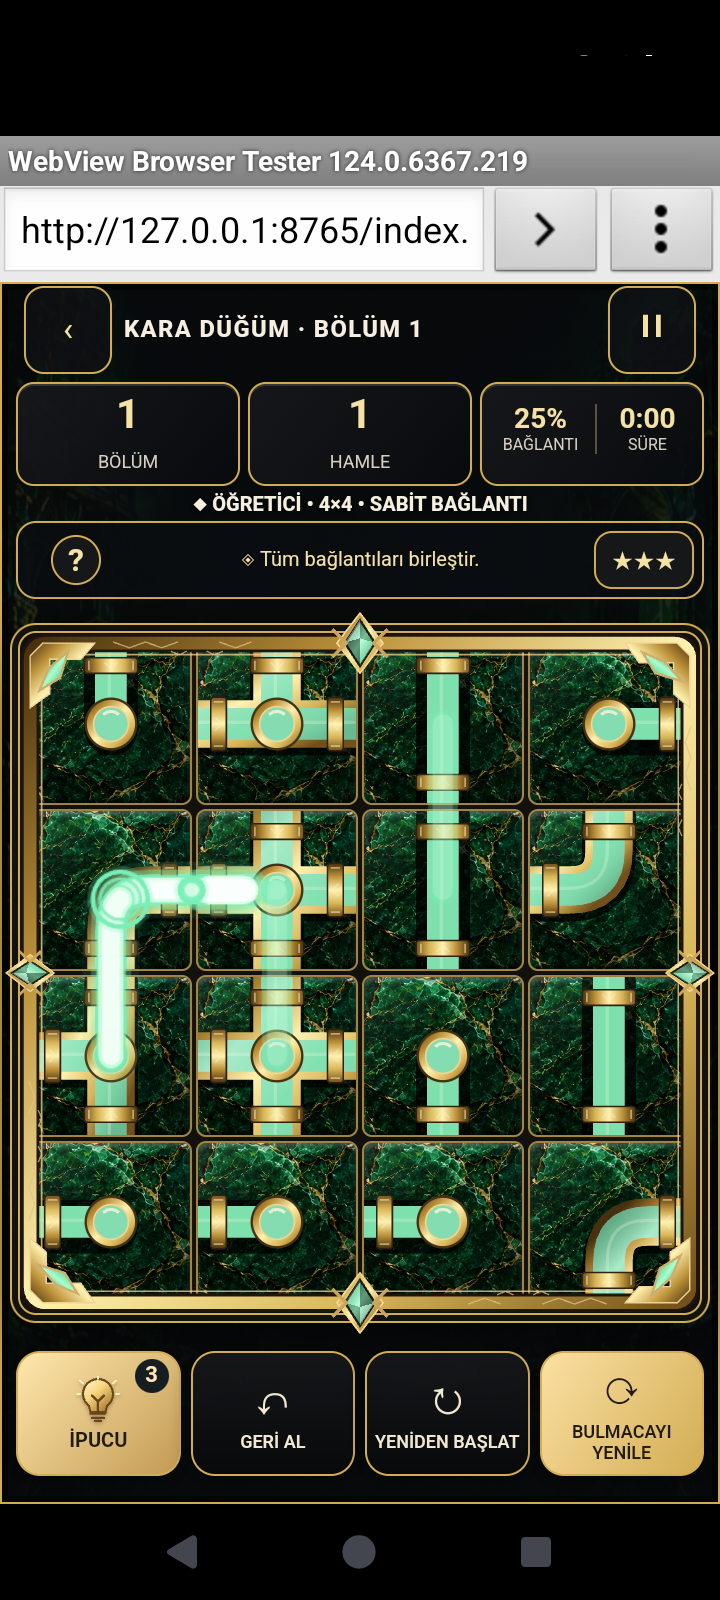 WebView Browser Tester 124.0.6367.219
http://127.0.0.1:8765/index.
KARA DÜĞÜM · BÖLÜM 1
1
BÖLÜM
1
HAMLE
25%
BAĞLANTI
0:00
SÜRE
◆ ÖĞRETİCİ • 4×4 • SABİT BAĞLANTI
?
◈ Tüm bağlantıları birleştir.
★★★
3
İPUCU
GERİ AL
YENİDEN BAŞLAT
BULMACAYI
YENİLE